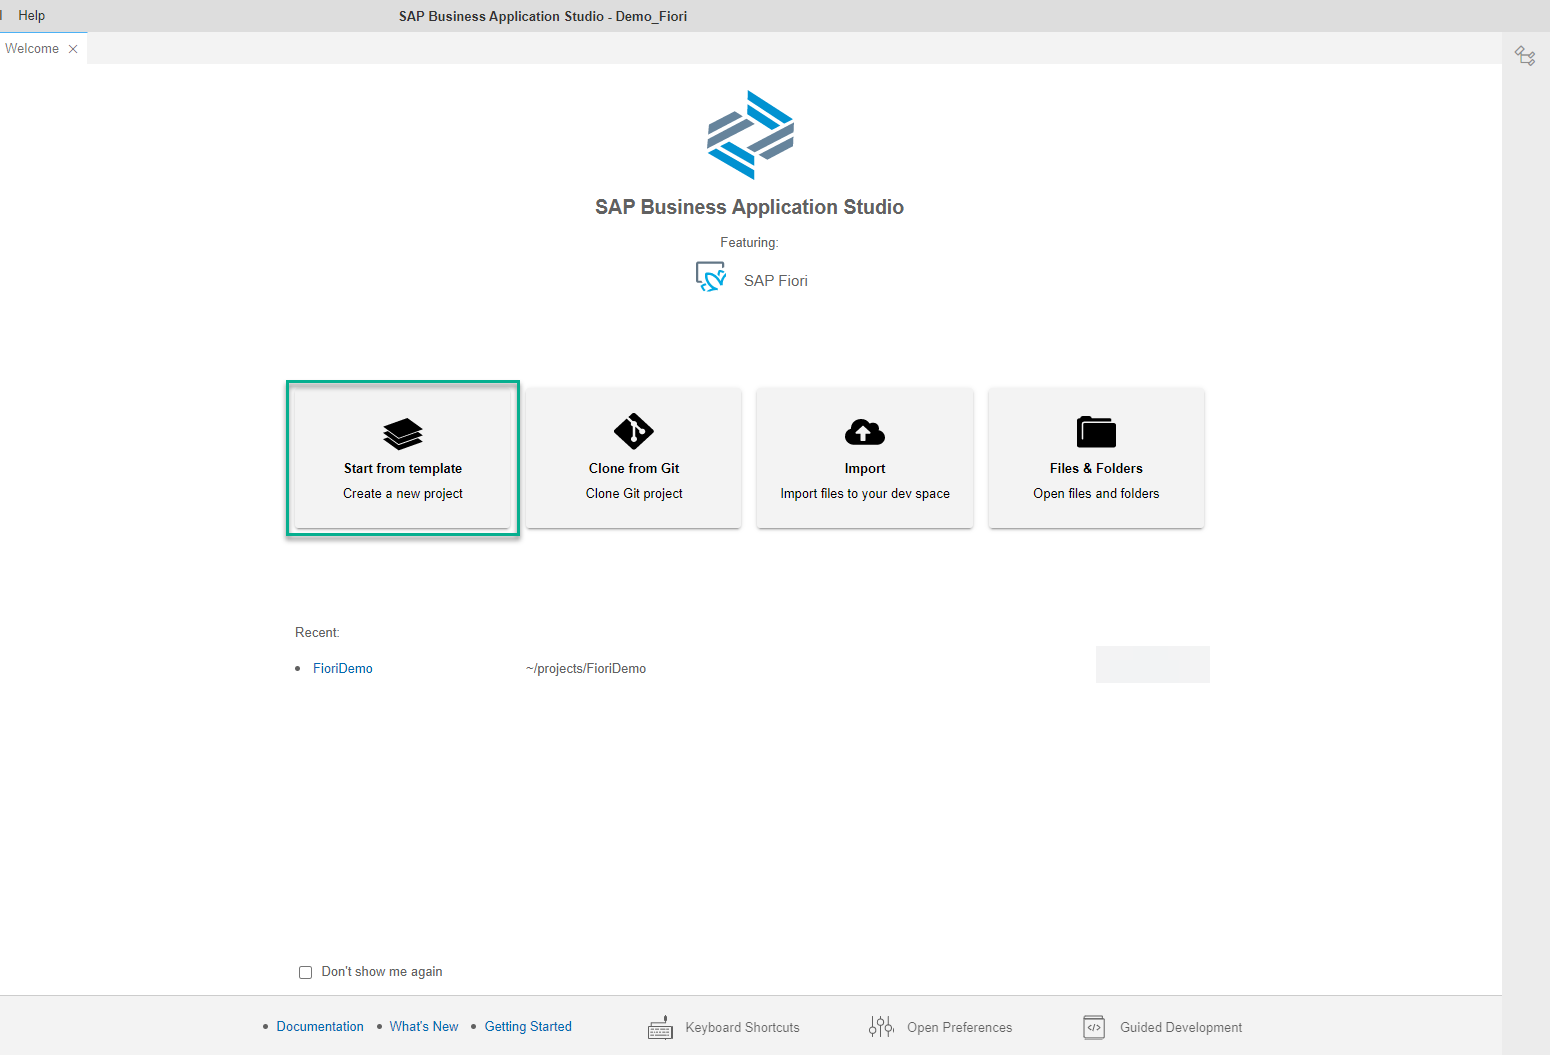 Help
SAP Business Application Studio - Demo_Fiori
Welcome
SAP Business Application Studio
Featuring:
SAP Fiori
Start from template
Create a new project
Clone from Git
Clone Git project
Import
Import files to your dev space
Files & Folders
Open files and folders
Recent:
FioriDemo ~/projects/FioriDemo
Don't show me again
Documentation What's New Getting Started Keyboard Shortcuts Open Preferences Guided Development